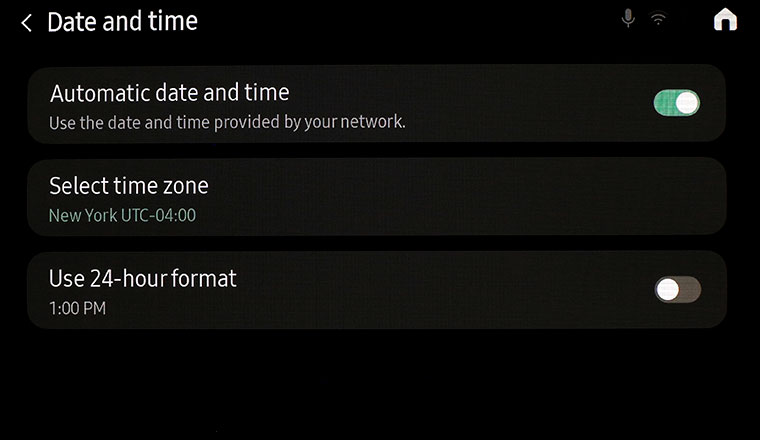 Date and time
Automatic date and time
Use the date and time provided by your network.
Select time zone
New York UTC-04:00
Use 24-hour format
1:00 PM